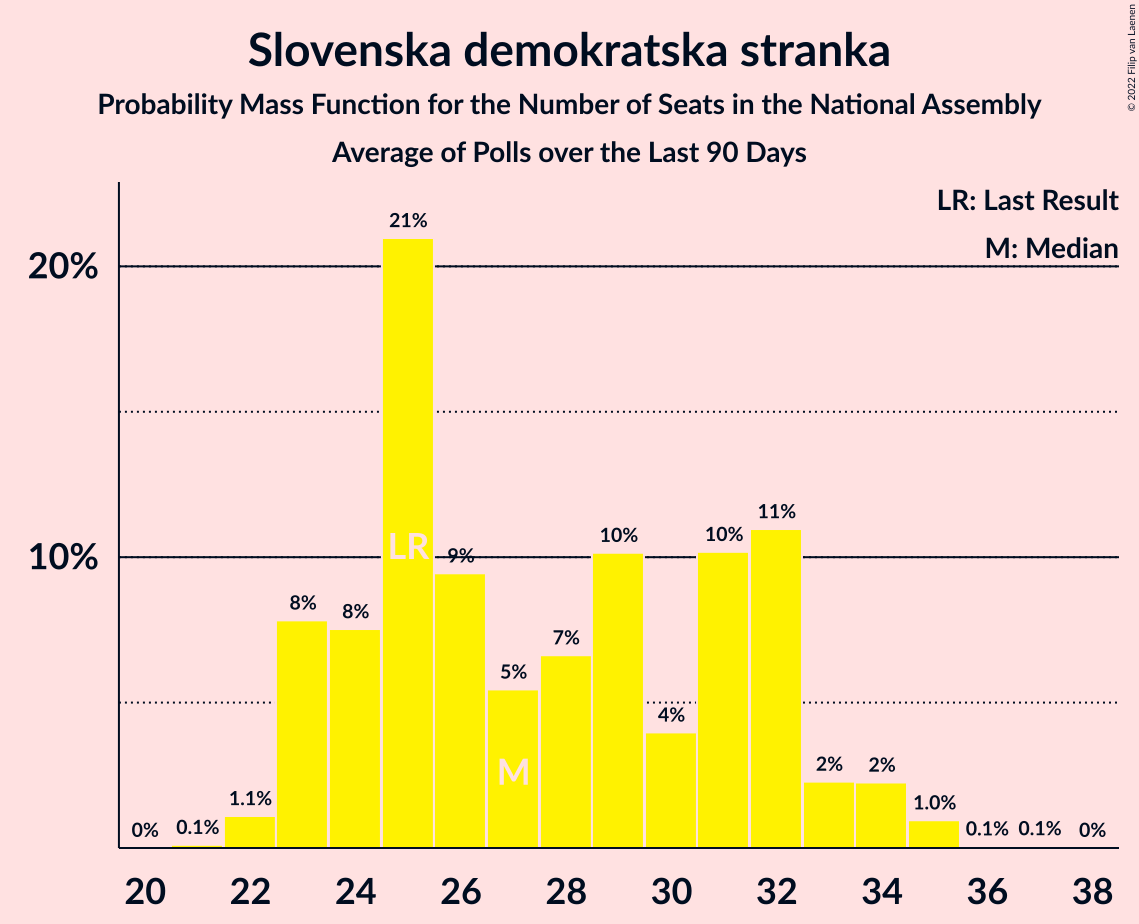 Slovenska demokratska stranka
Probability Mass Function for the Number of Seats in the National Assembly
Average of Polls over the Last 90 Days
© 2022 Filip van Laenen
LR: Last Result
M: Median
20%
10%
0%
0.1%
1.1%
8%
8%
21%
LR
9%
5%
M
7%
10%
4%
10%
11%
2%
2%
1.0%
0.1%
0.1%
0%
20 22 24 26 28 30 32 34 36 38